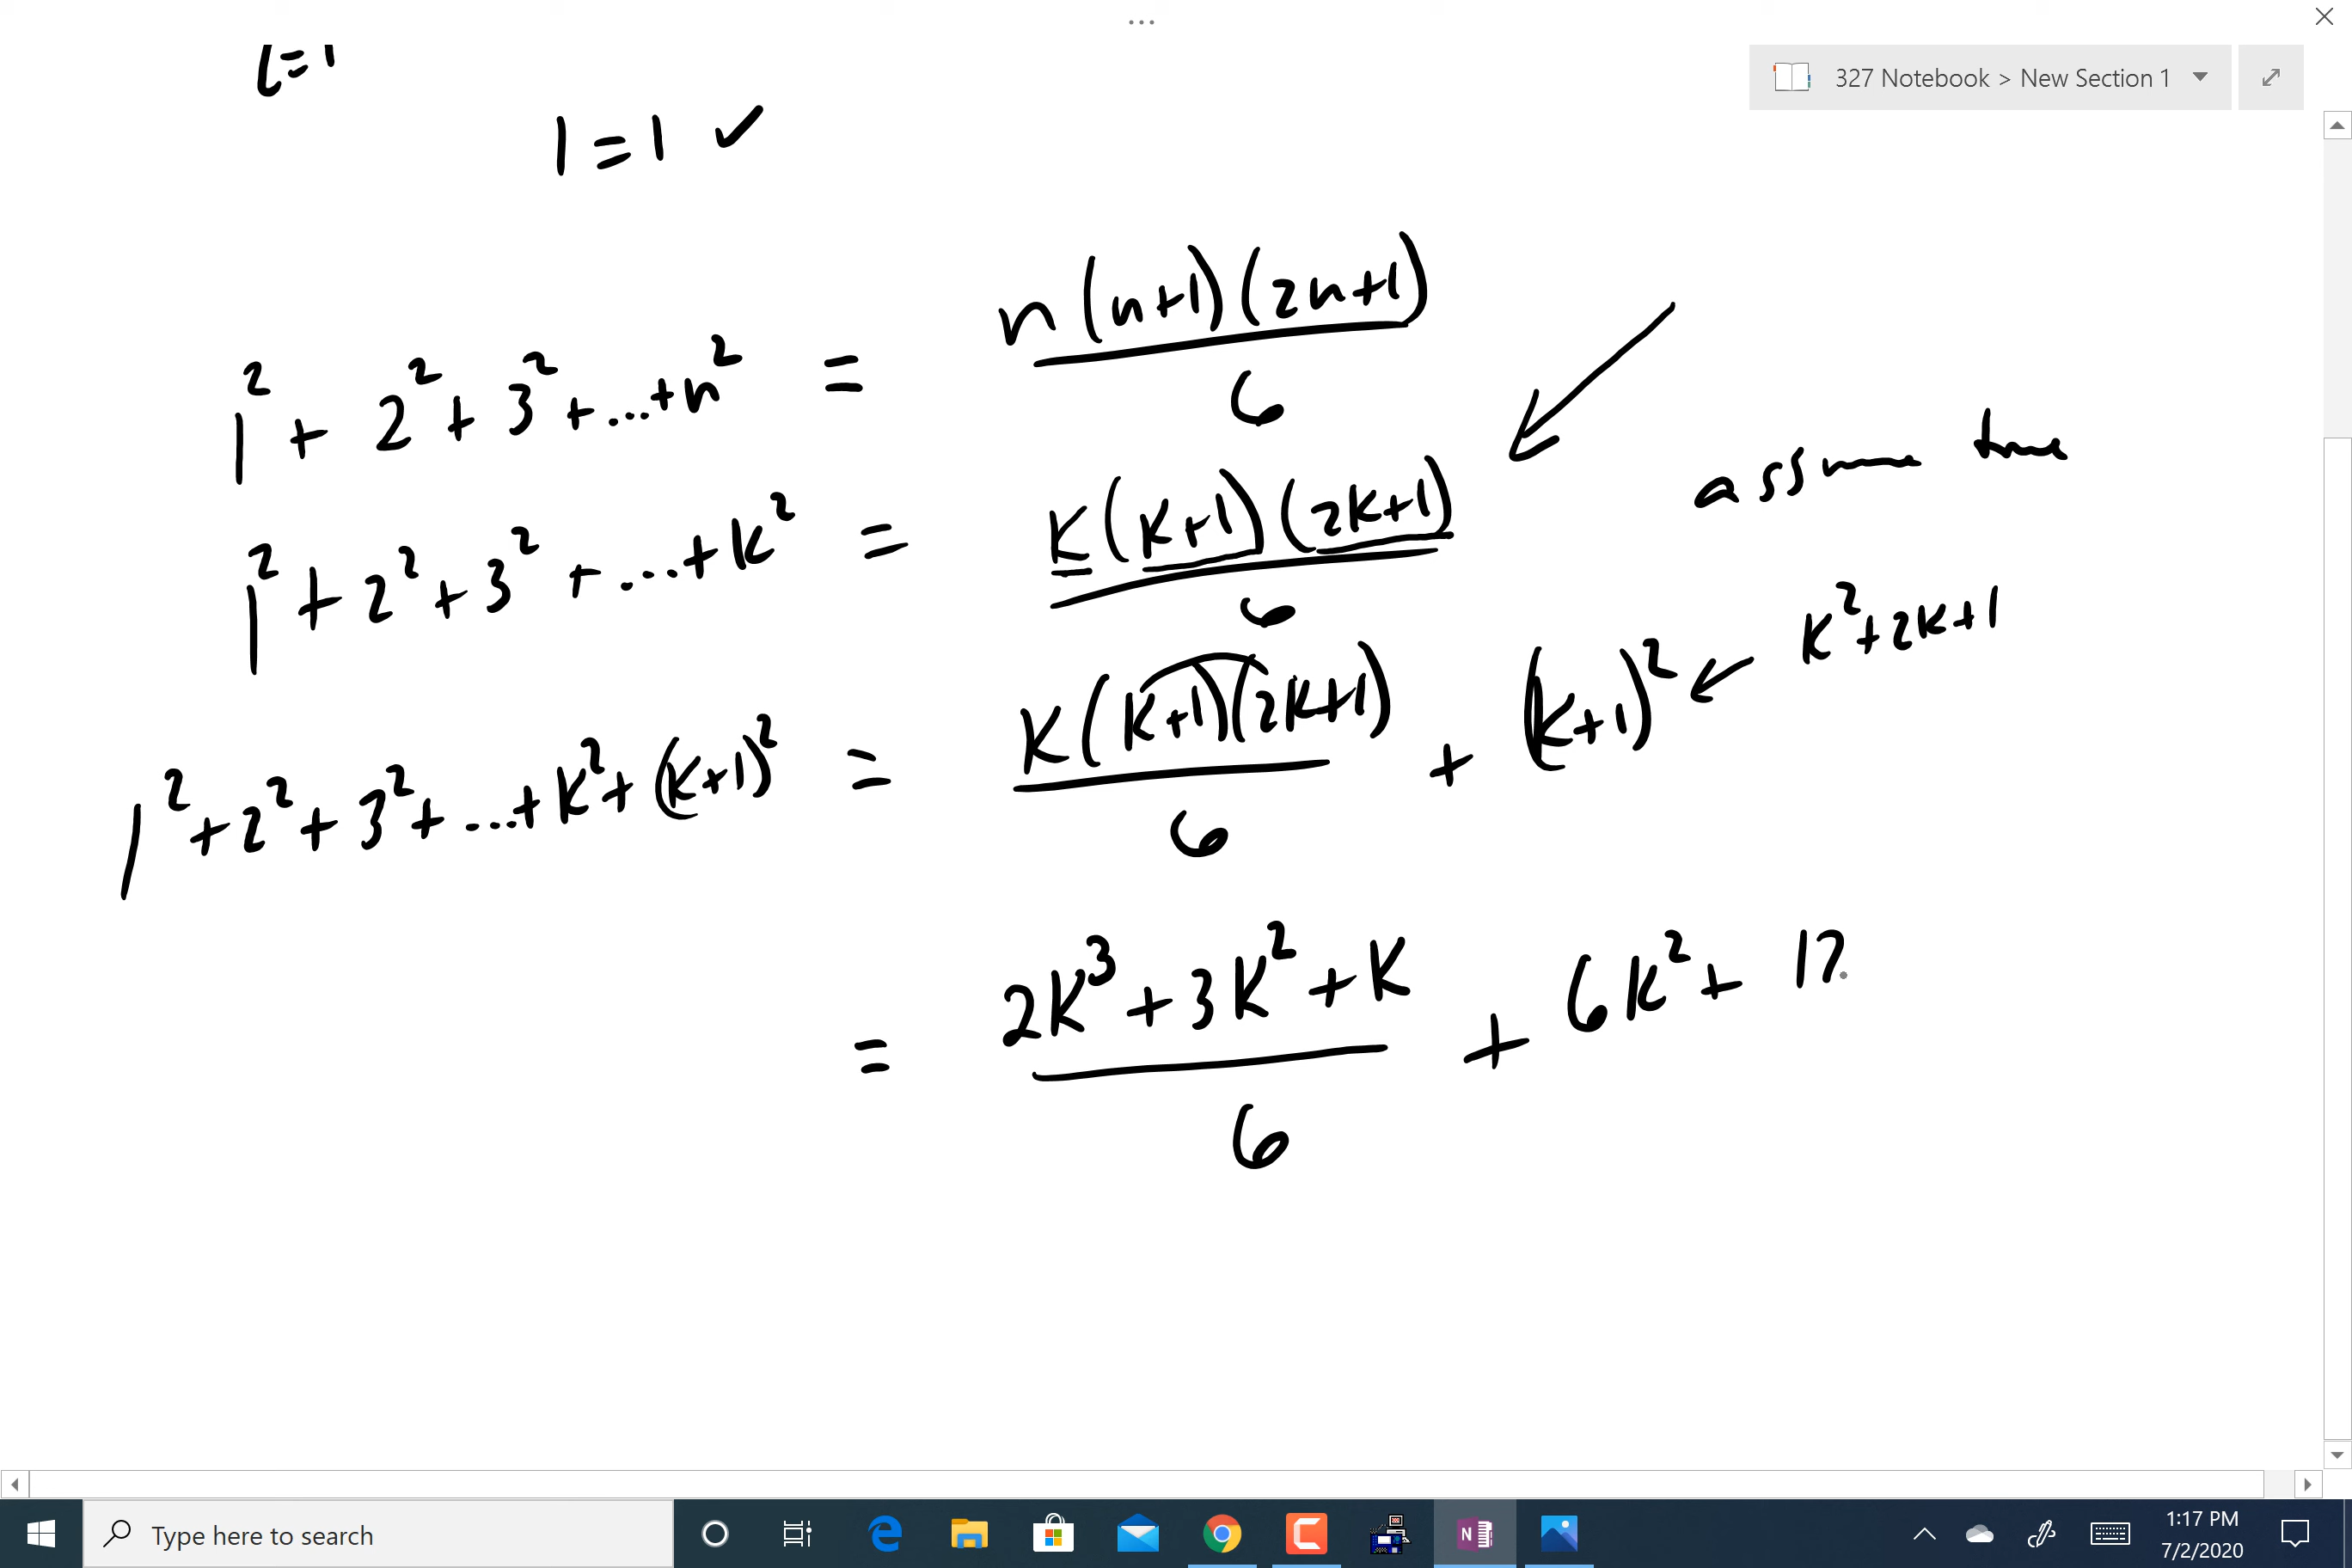 ...
327 Notebook > New Section 1
i=1
1=1 ✓
1² + 2² + 3² + ... + n² = n(n+1)(2n+1) / 6
assume true
1² + 2² + 3² + ... + k² = k(k+1)(2k+1) / 6
k²+2k+1
1² + 2² + 3² + ... + k² + (k+1)² = k(k+1)(2k+1) / 6 + (k+1)²
= 2k³+3k²+k / 6 + 6k² + 12
Type here to search
1:17 PM
7/2/2020